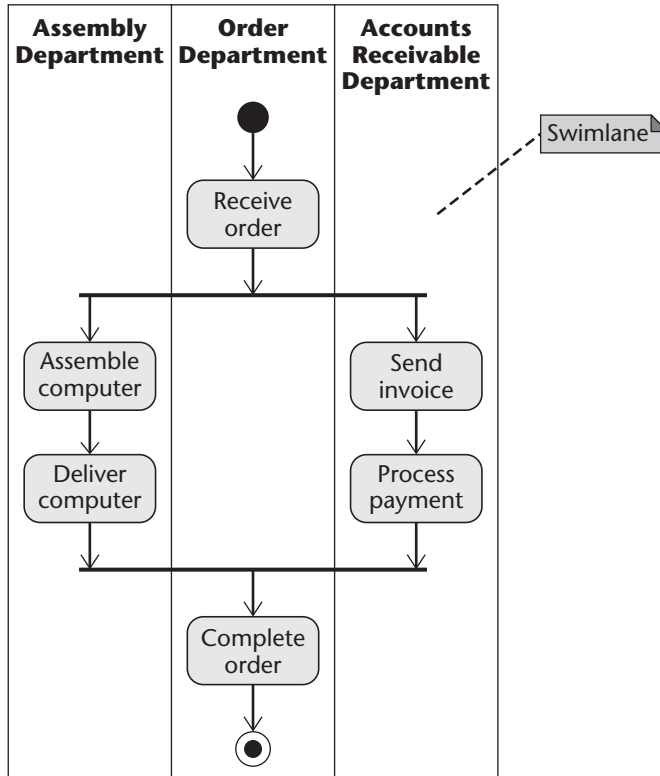 Assembly
Department
Order
Department
Accounts
Receivable
Department
Swimlane
Receive
order
Assemble
computer
Send
invoice
Deliver
computer
Process
payment
Complete
order